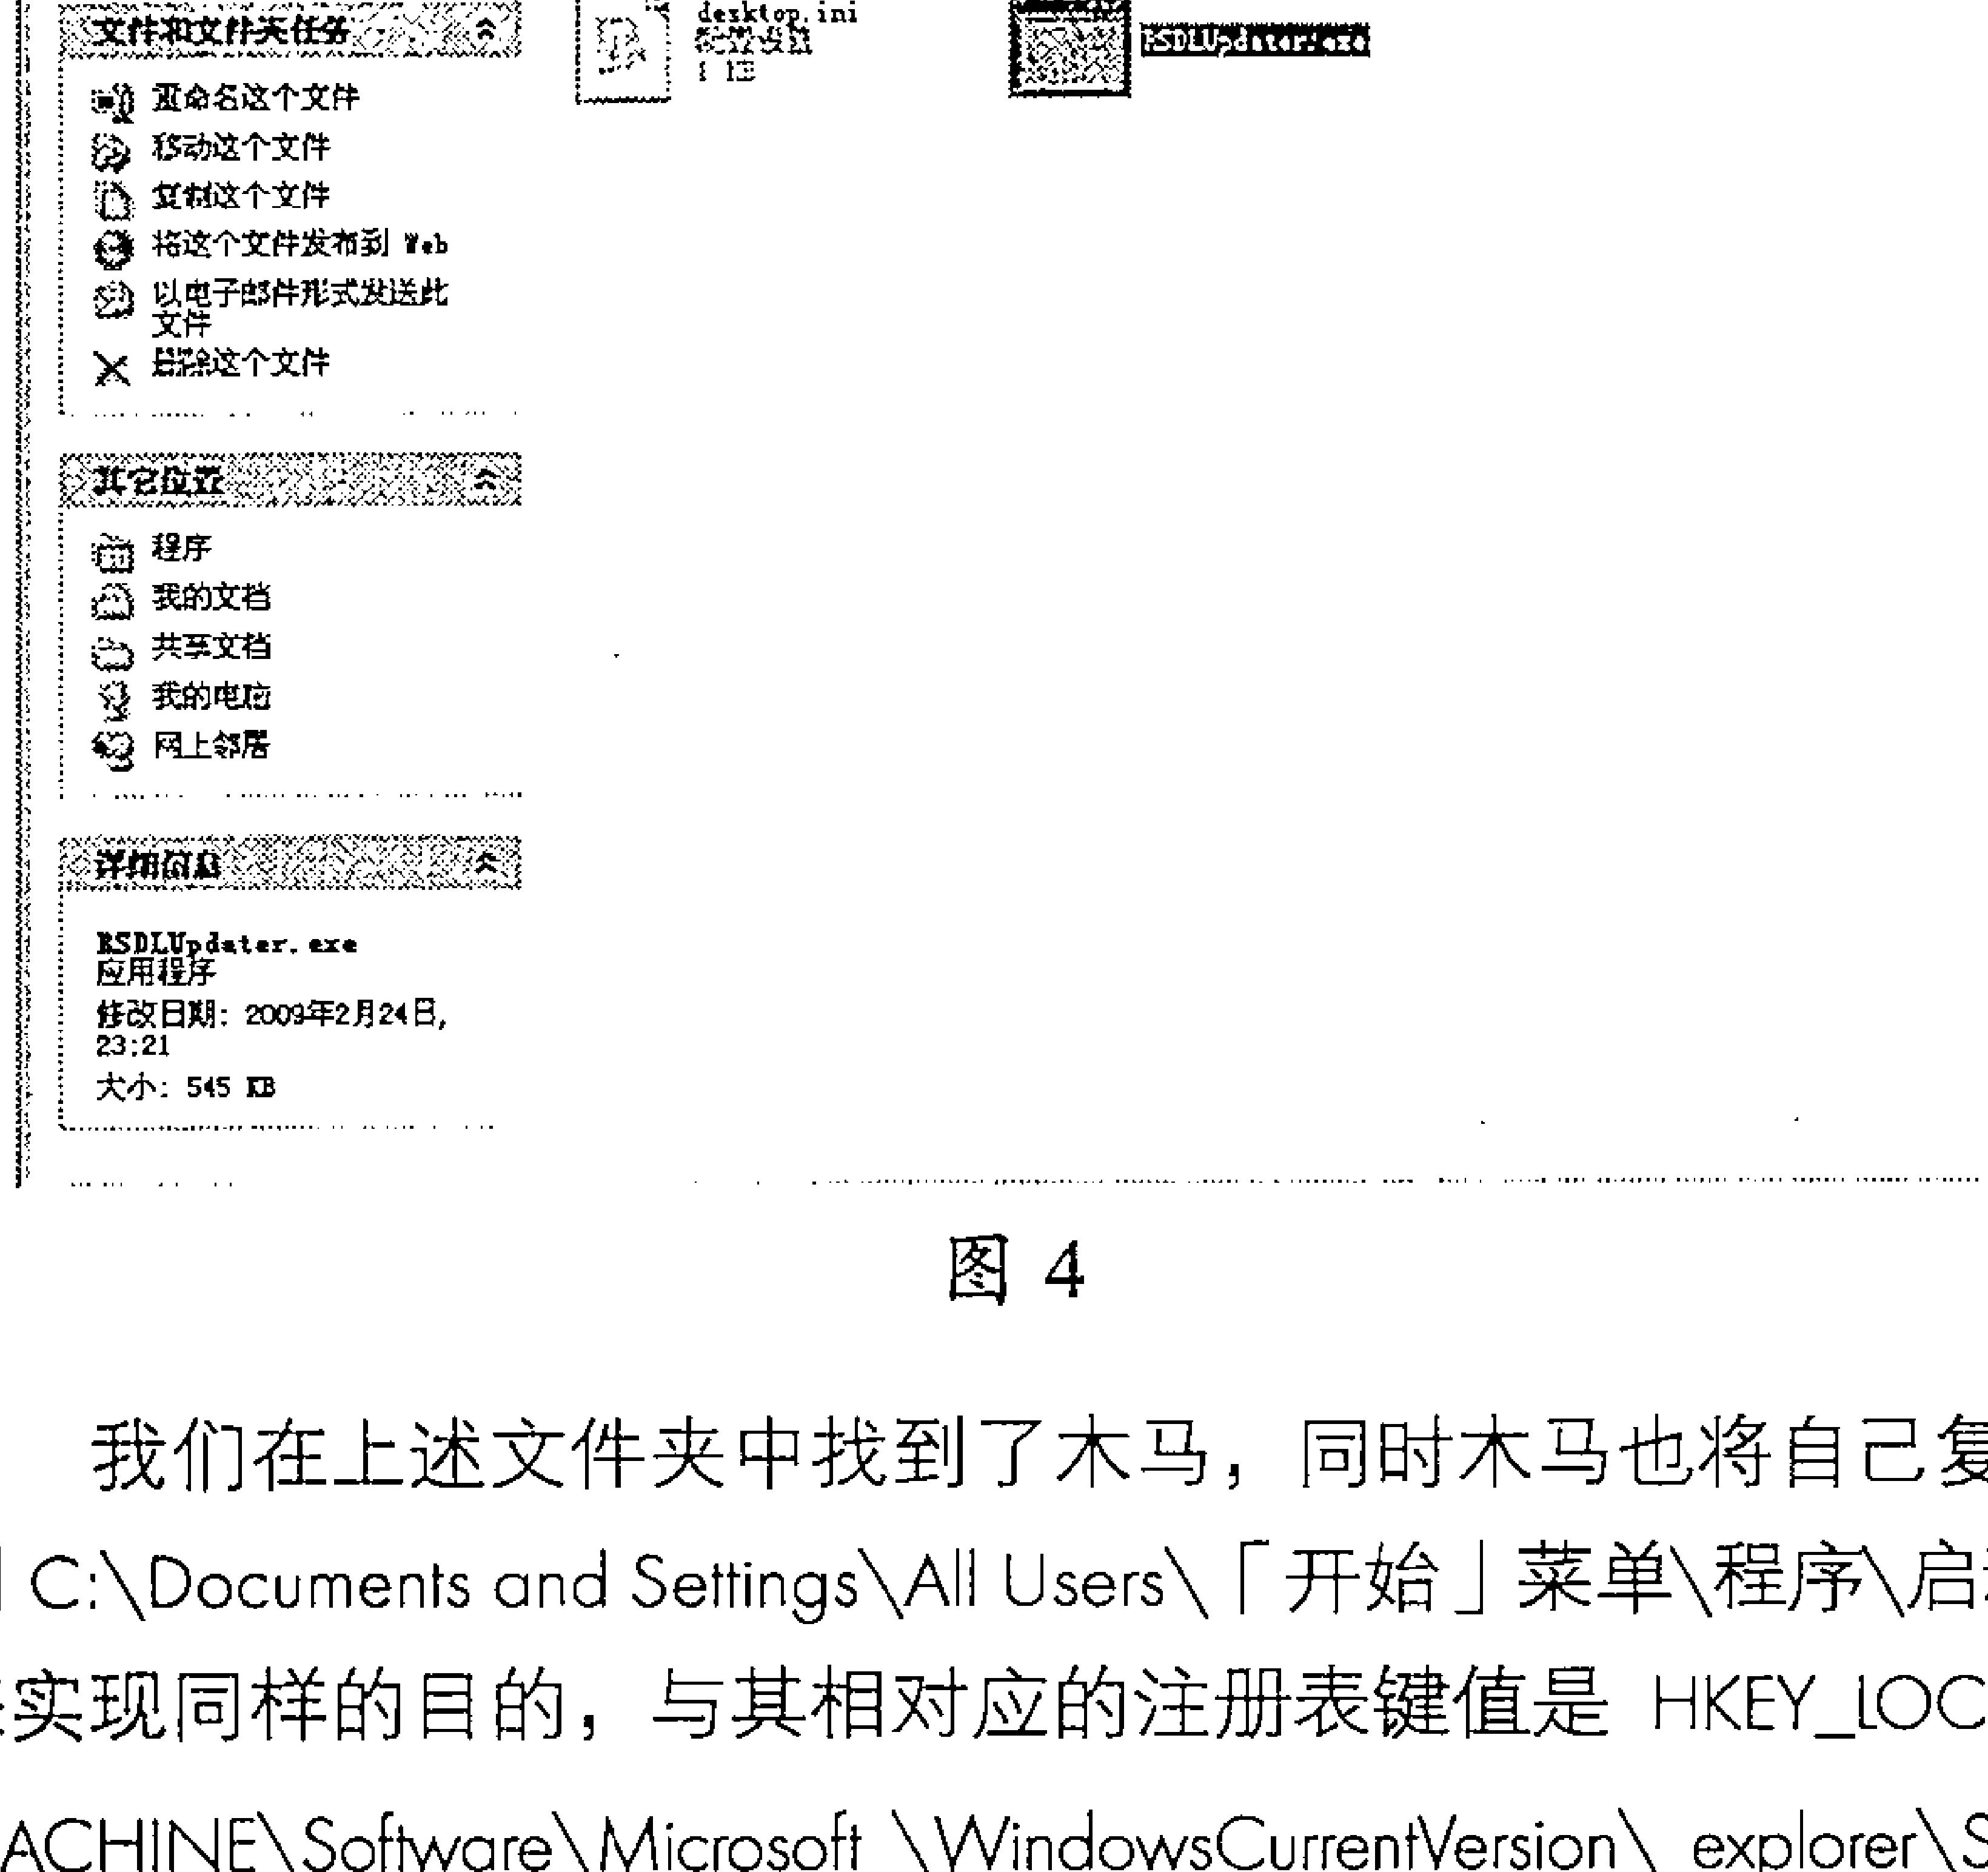 文件和文件夹任务
desktop.ini
配置设置
1 KB
RSDLUpdater.exe
重命名这个文件
移动这个文件
复制这个文件
将这个文件发布到 Web
以电子邮件形式发送此
文件
删除这个文件
其它位置
程序
我的文档
共享文档
我的电脑
网上邻居
详细信息
RSDLUpdater.exe
应用程序
修改日期: 2009年2月24日,
23:21
大小: 545 KB
图 4
我们在上述文件夹中找到了木马，同时木马也将自己复
C:\Documents and Settings\All Users\「开始」菜单\程序\启
实现同样的目的，与其相对应的注册表键值是 HKEY_LOC
ACHINE\Software\Microsoft \WindowsCurrentVersion\ explorer\S